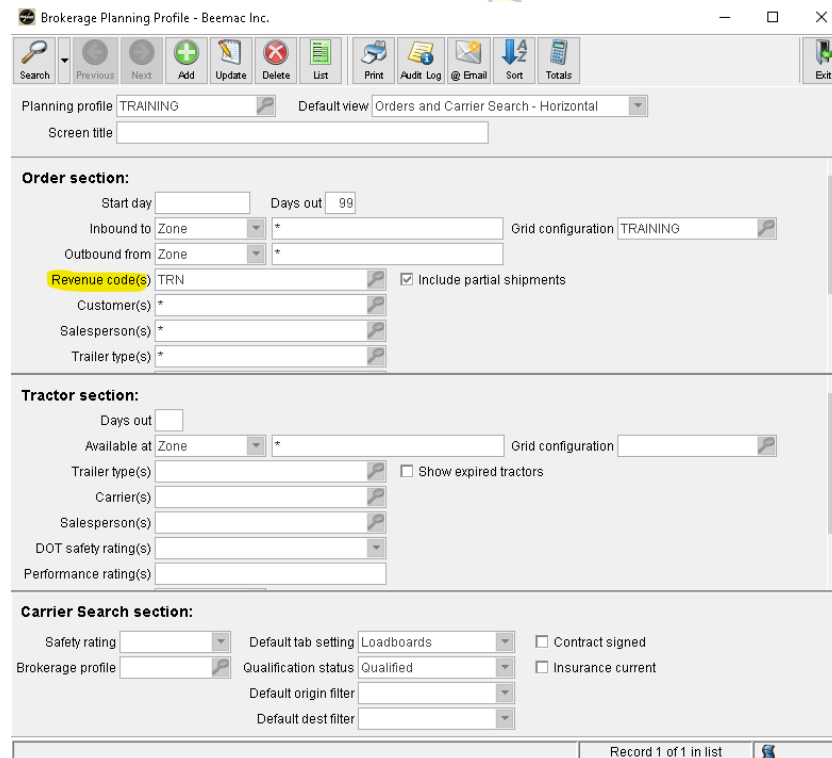 Brokerage Planning Profile - Beemac Inc.
Search Previous Next Add Update Delete List Print Audit Log @ Email Sort Totals Exit
Planning profile TRAINING Default view Orders and Carrier Search - Horizontal
Screen title
Order section:
Start day Days out 99
Inbound to Zone * Grid configuration TRAINING
Outbound from Zone *
Revenue code(s) TRN Include partial shipments
Customer(s) *
Salesperson(s) *
Trailer type(s) *
Tractor section:
Days out
Available at Zone * Grid configuration
Trailer type(s) Show expired tractors
Carrier(s)
Salesperson(s)
DOT safety rating(s)
Performance rating(s)
Carrier Search section:
Safety rating Default tab setting Loadboards Contract signed
Brokerage profile Qualification status Qualified Insurance current
Default origin filter
Default dest filter
Record 1 of 1 in list